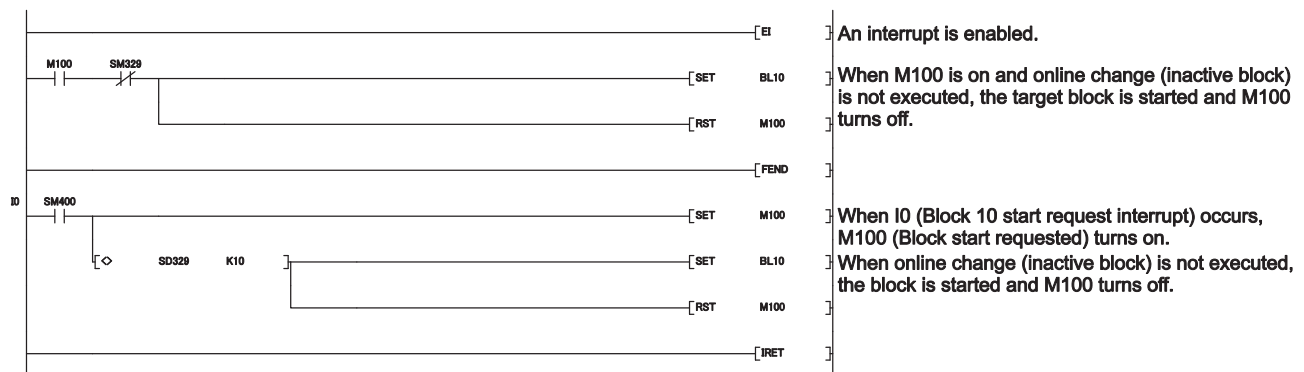 EI An interrupt is enabled.
M100 SM329 SET BL10 When M100 is on and online change (inactive block)
is not executed, the target block is started and M100
RST M100 turns off.
FEND
I0 SM400 SET M100 When I0 (Block 10 start request interrupt) occurs,
M100 (Block start requested) turns on.
<> SD329 K10 SET BL10 When online change (inactive block) is not executed,
the block is started and M100 turns off.
RST M100
IRET